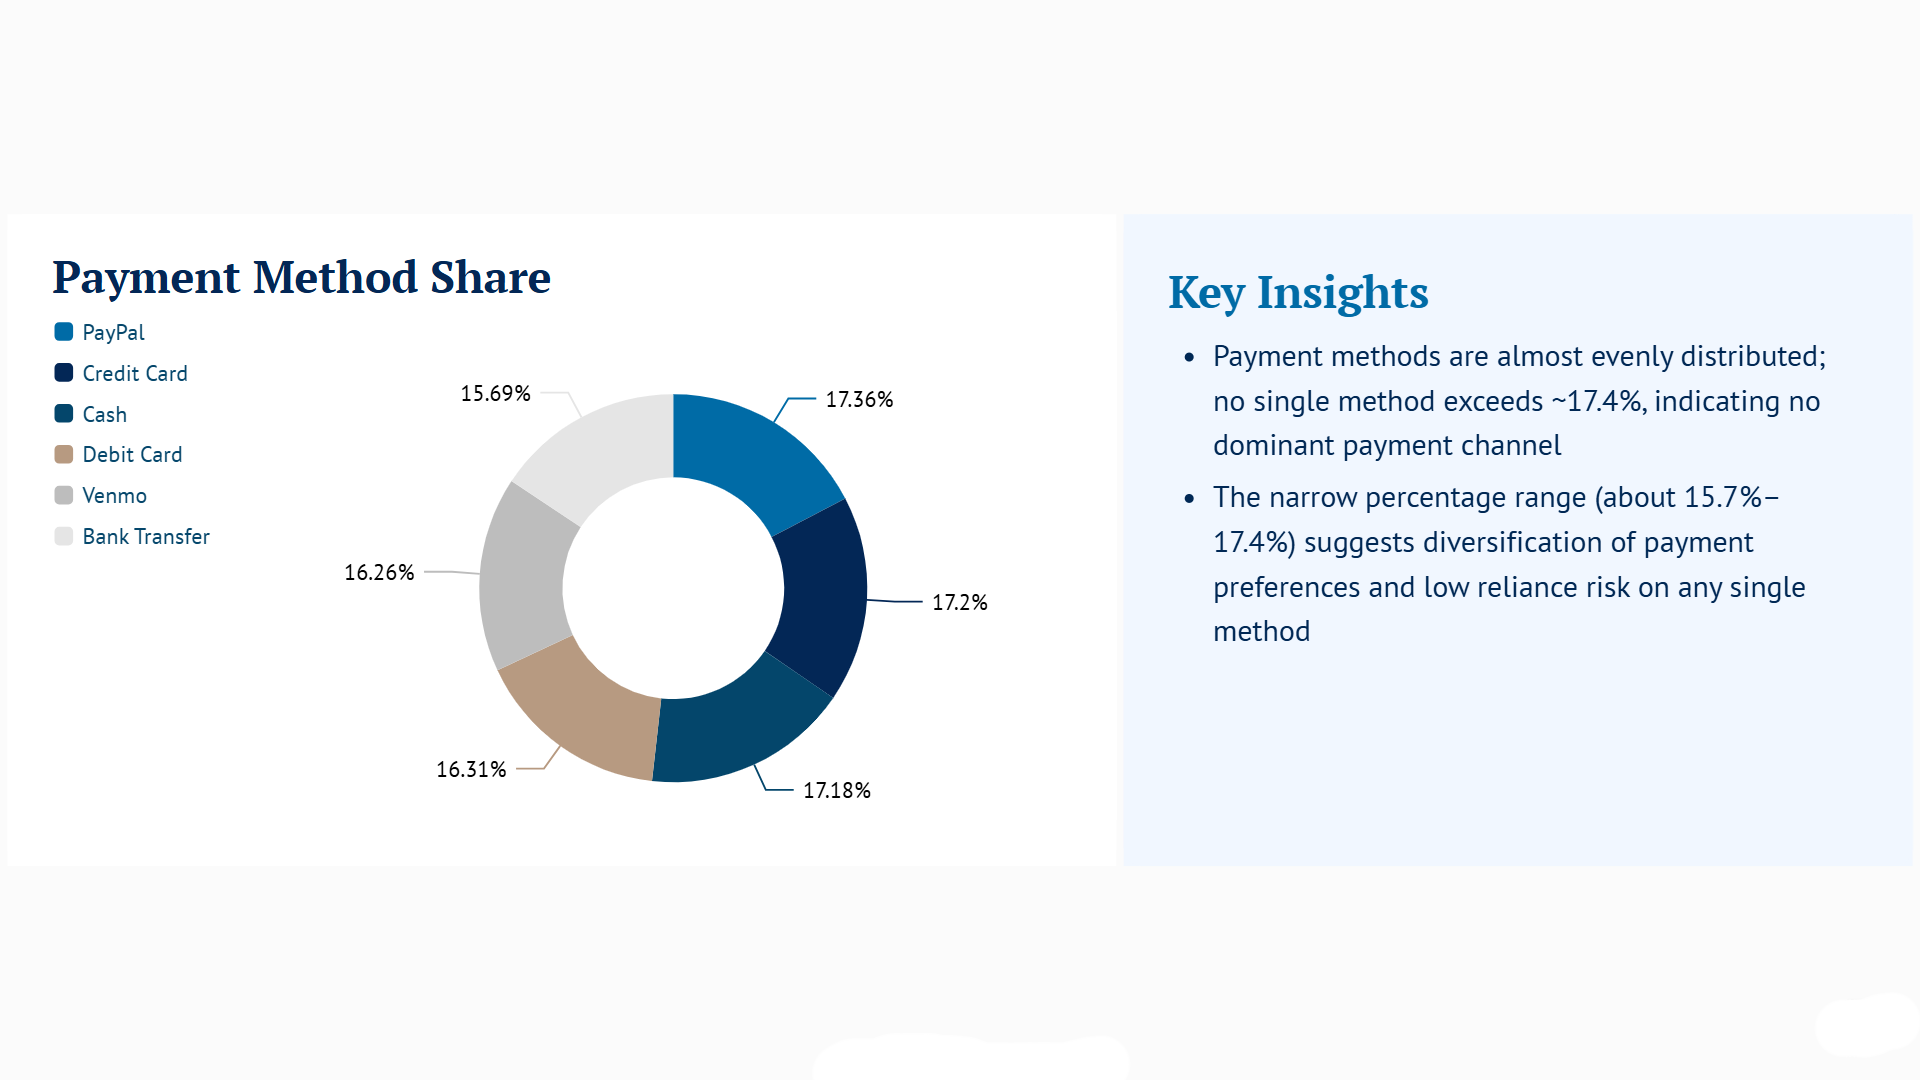 Payment Method Share
PayPal
Credit Card
Cash
Debit Card
Venmo
Bank Transfer
15.69%
17.36%
16.26%
17.2%
16.31%
17.18%
Key Insights
• Payment methods are almost evenly distributed;
no single method exceeds ~17.4%, indicating no
dominant payment channel
• The narrow percentage range (about 15.7%–
17.4%) suggests diversification of payment
preferences and low reliance risk on any single
method